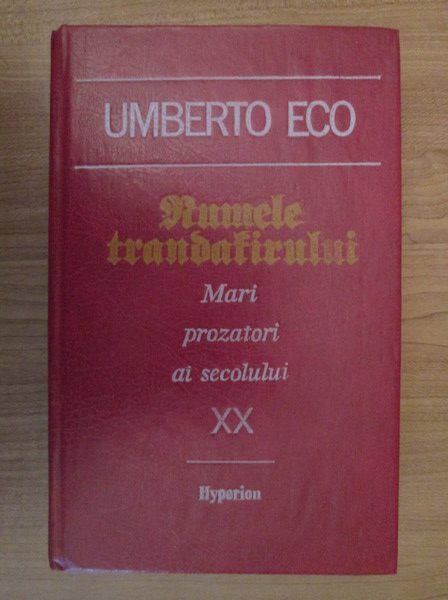 UMBERTO ECO
Numele
trandafirului
Mari
prozatori
ai secolului
XX
Hyperion